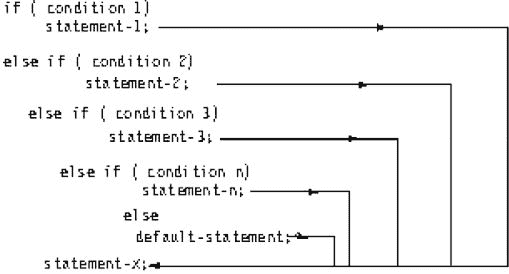 if ( condition 1)
statement-1;
else if ( condition 2)
statement-2;
else if ( condition 3)
statement-3;
else if ( condition n)
statement-n;
else
default-statement;
statement-x;